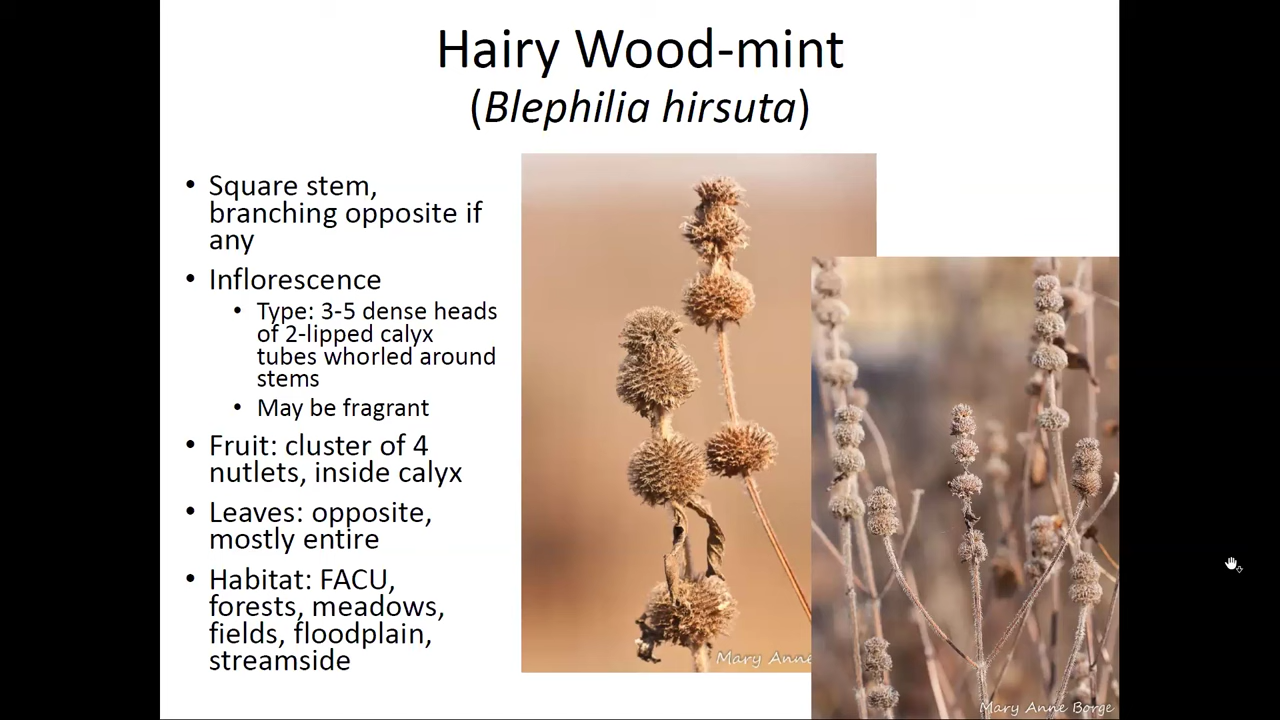 Hairy Wood-mint
(Blephilia hirsuta)
• Square stem,
branching opposite if
any
• Inflorescence
• Type: 3-5 dense heads
of 2-lipped calyx
tubes whorled around
stems
• May be fragrant
• Fruit: cluster of 4
nutlets, inside calyx
• Leaves: opposite,
mostly entire
• Habitat: FACU,
forests, meadows,
fields, floodplain,
streamside
Mary Anne
Mary Anne Borge